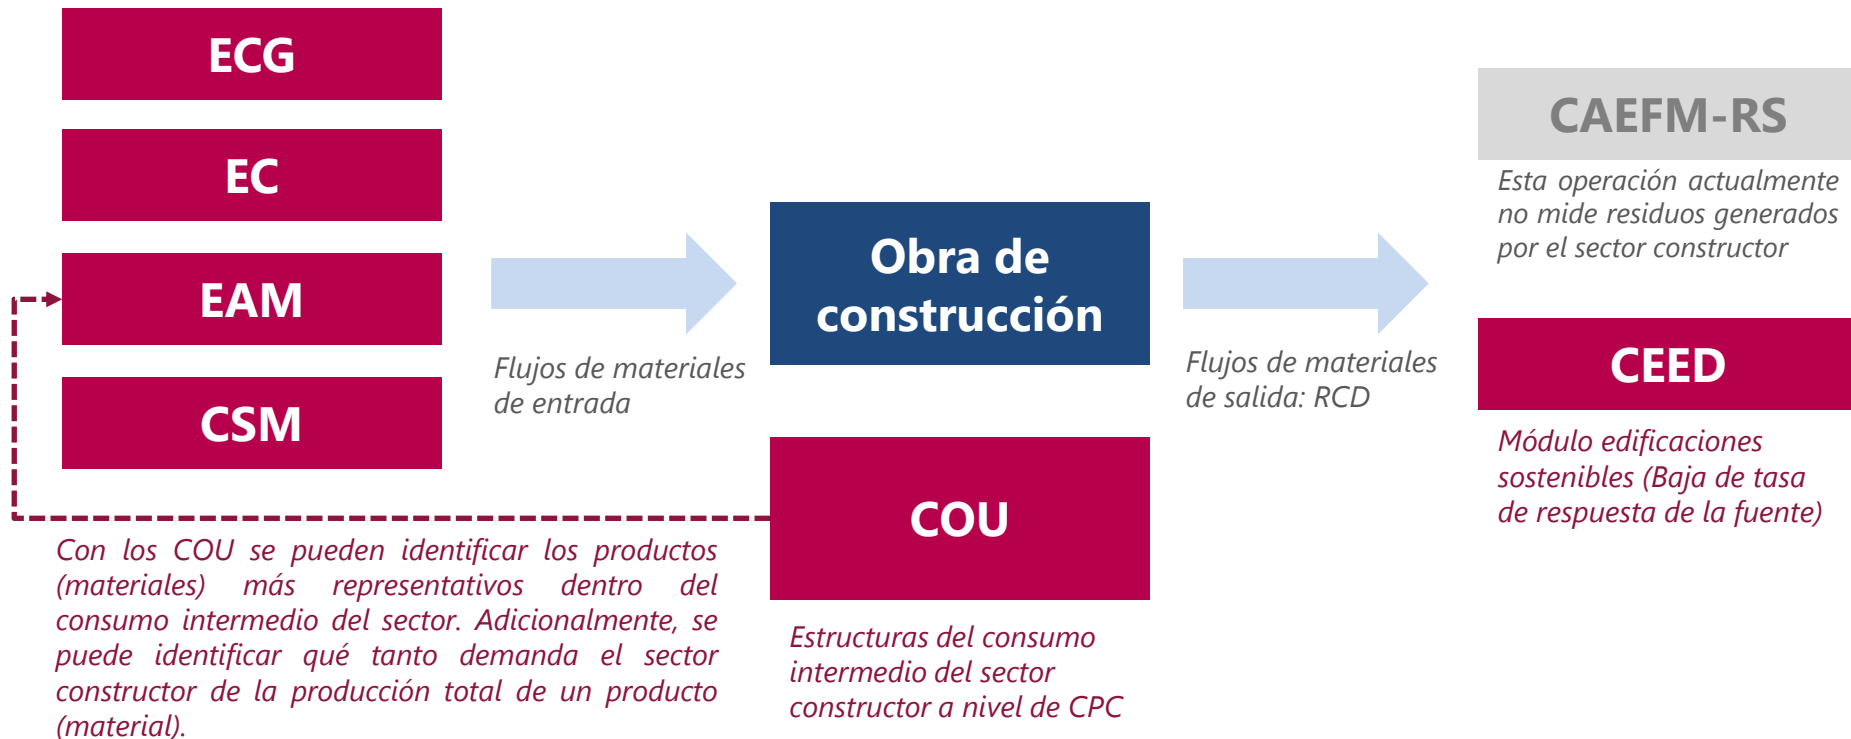 ECG
EC
EAM
CSM
Flujos de materiales
de entrada
Obra de
construcción
COU
Con los COU se pueden identificar los productos
(materiales) más representativos dentro del
consumo intermedio del sector. Adicionalmente, se
puede identificar qué tanto demanda el sector
constructor de la producción total de un producto
(material).
Estructuras del consumo
intermedio del sector
constructor a nivel de CPC
Flujos de materiales
de salida: RCD
CAEFM-RS
Esta operación actualmente
no mide residuos generados
por el sector constructor
CEED
Módulo edificaciones
sostenibles (Baja de tasa
de respuesta de la fuente)